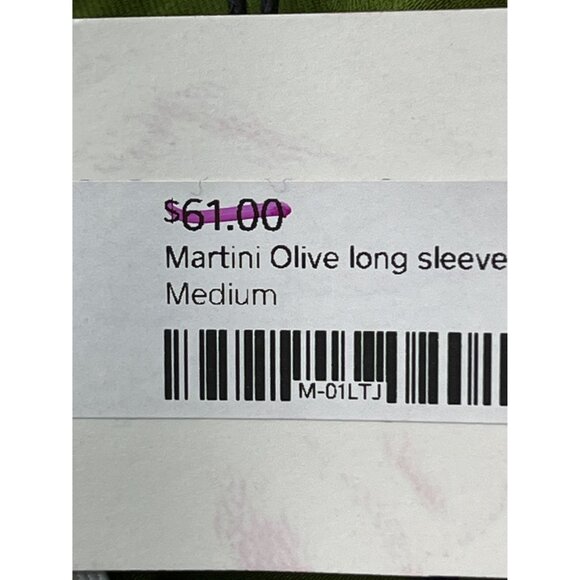 $61.00
Martini Olive long sleeve
Medium
M-01LTJ